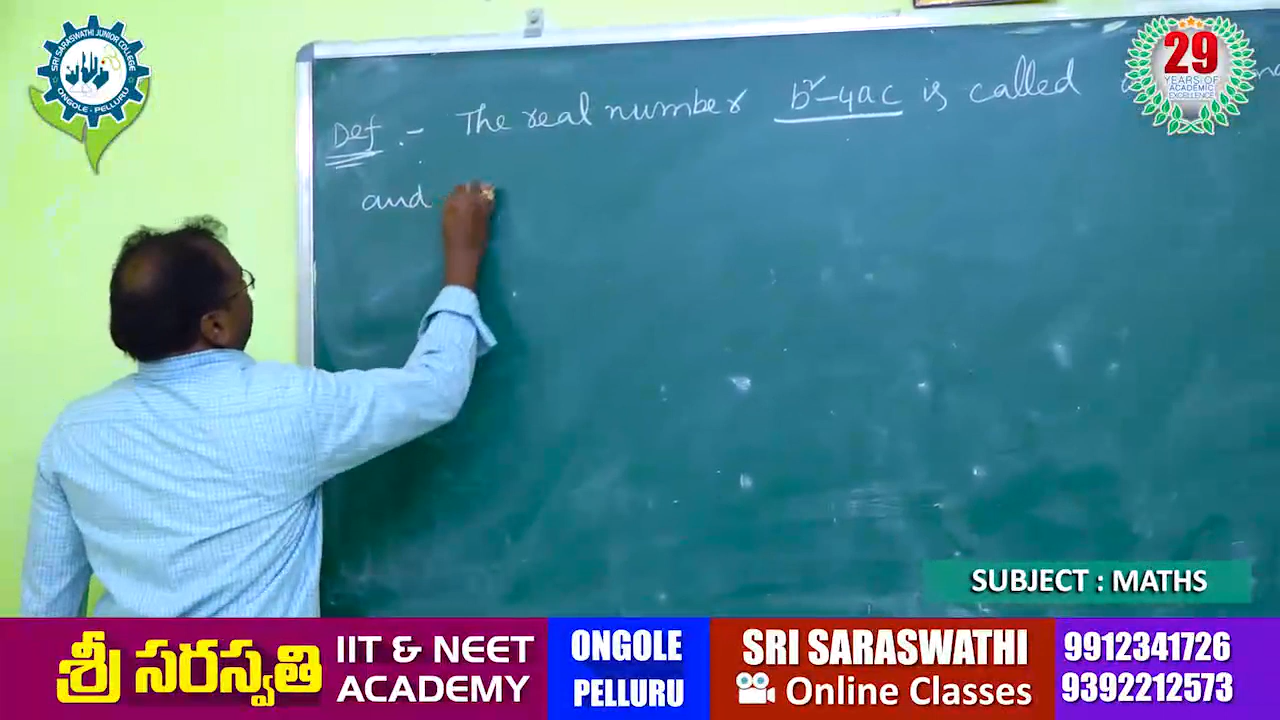 SRI SARASWATHI JUNIOR COLLEGE
ONGOLE - PELLURU
29
YEARS OF
ACADEMIC
EXCELLENCE
Def :- The real number b²-4ac is called
and
SUBJECT : MATHS
శ్రీ సరస్వతి
IIT & NEET
ACADEMY
ONGOLE
PELLURU
SRI SARASWATHI
Online Classes
9912341726
9392212573